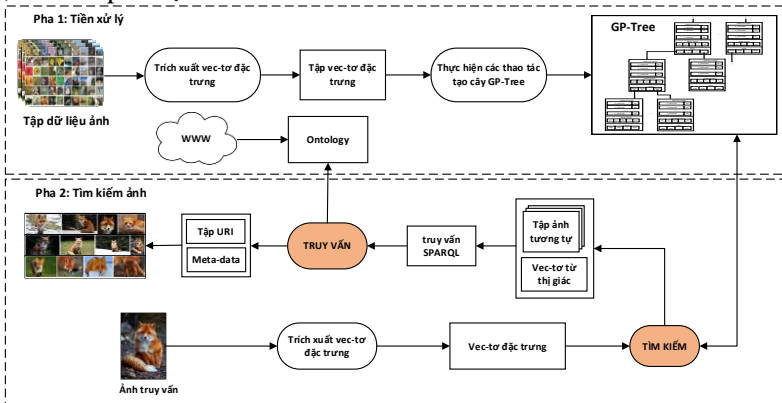 Pha 1: Tiền xử lý
GP-Tree
Trích xuất vec-tơ đặc
trưng
Tập vec-tơ đặc
trưng
Thực hiện các thao tác
tạo cây GP-Tree
Tập dữ liệu ảnh
WWW
Ontology
Pha 2: Tìm kiếm ảnh
Tập URI
Meta-data
TRUY VẤN
truy vấn
SPARQL
Tập ảnh
tương tự
Vec-tơ từ
thị giác
Trích xuất vec-tơ
đặc trưng
Vec-tơ đặc trưng
TÌM KIẾM
Ảnh truy vấn